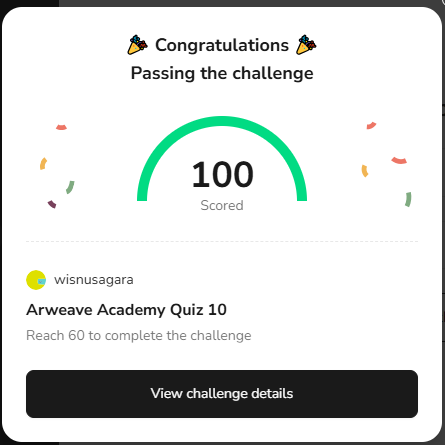 🎉 Congratulations 🎉
Passing the challenge
100
Scored
wisnusagara
Arweave Academy Quiz 10
Reach 60 to complete the challenge
View challenge details